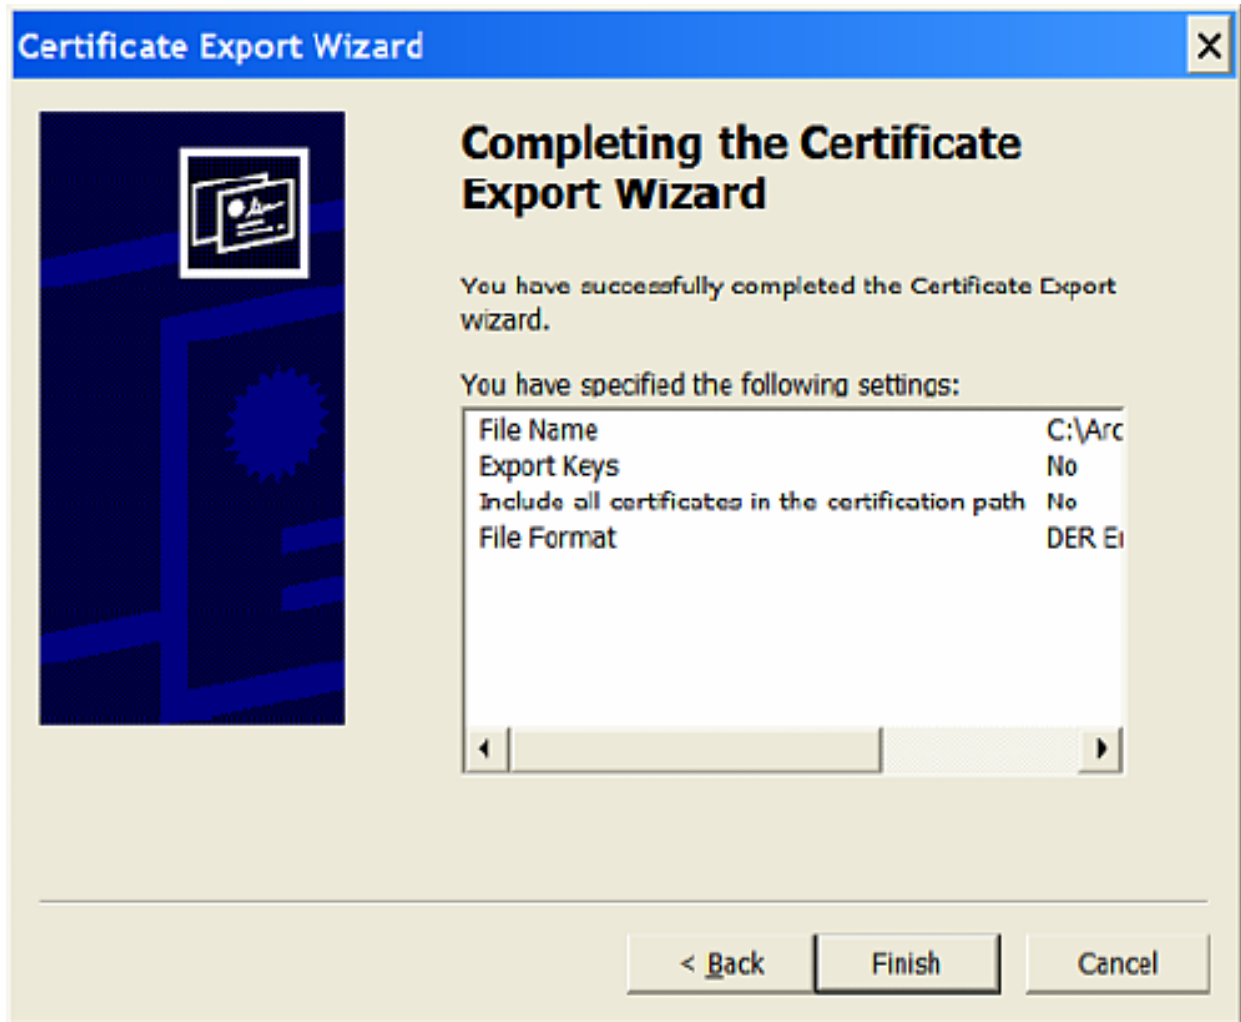 Certificate Export Wizard
Completing the Certificate
Export Wizard
You have successfully completed the Certificate Export
wizard.
You have specified the following settings:
File Name C:\Arc
Export Keys No
Include all certificates in the certification path No
File Format DER
< Back Finish Cancel